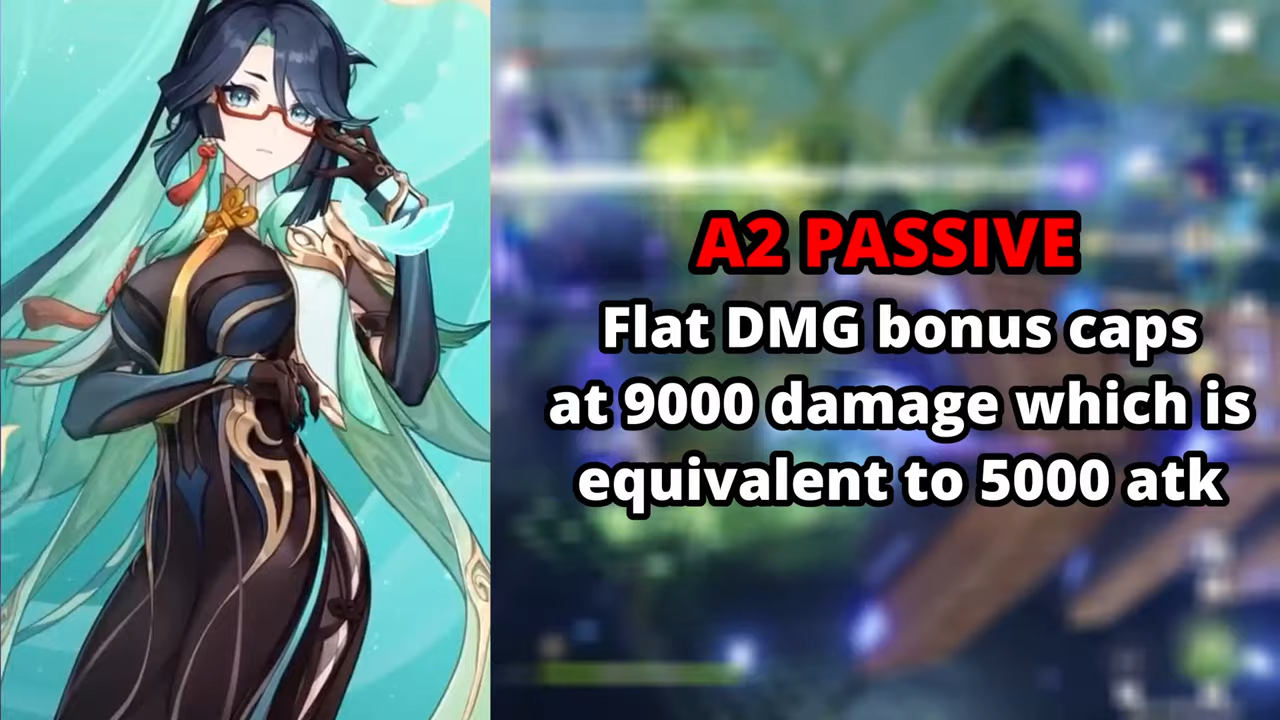 A2 PASSIVE
Flat DMG bonus caps
at 9000 damage which is
equivalent to 5000 atk